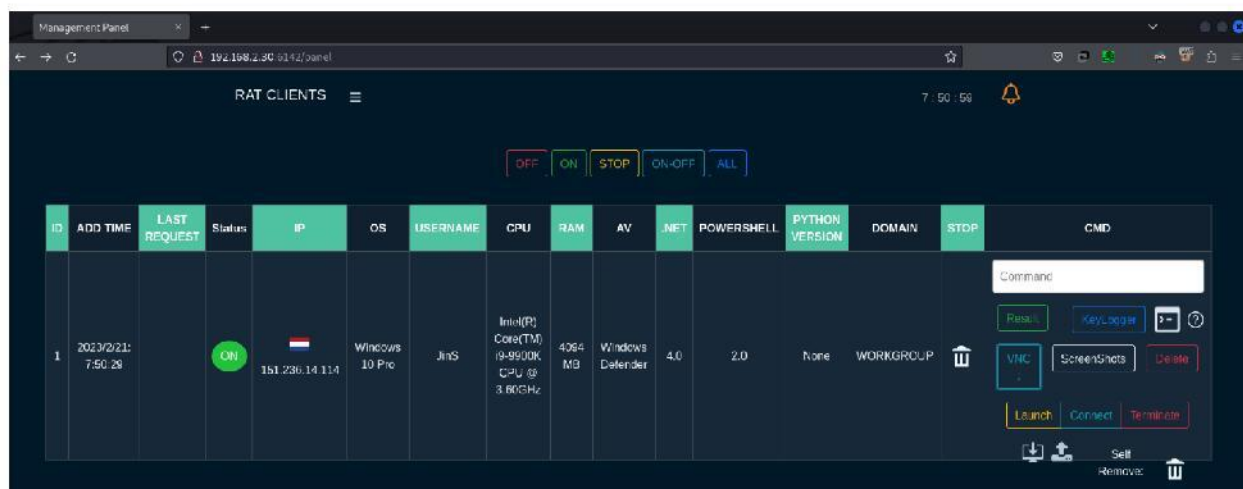 Management Panel
192.168.2.30:6142/panel
RAT CLIENTS
7 : 50 : 59
OFF ON STOP ON-OFF ALL
ID ADD TIME LAST REQUEST Status IP OS USERNAME CPU RAM AV .NET POWERSHELL PYTHON VERSION DOMAIN STOP CMD
Command
Result KeyLogger
1 2023/2/21: 7:50:29 ON 151.236.14.114 Windows 10 Pro JinS Intel(R) Core(TM) i9-9900K CPU @ 3.60GHz 4094 MB Windows Defender 4.0 2.0 None WORKGROUP
VNC : ScreenShots Delete
Launch Connect Terminate
Self Remove: